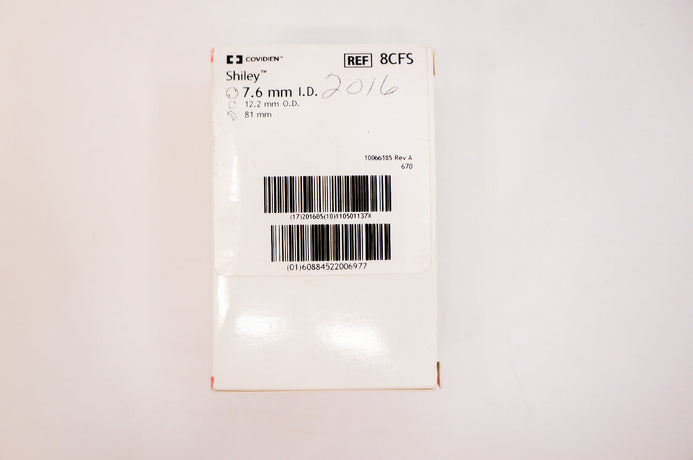 COVIDIEN™ REF 8CFS
Shiley™
7.6 mm I.D. 2016
12.2 mm O.D.
81 mm
10066185 Rev A
670
(17)201605(10)110501137X
(01)60884522006977